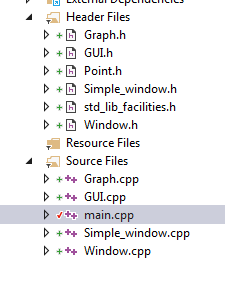 External Dependencies
Header Files
Graph.h
GUI.h
Point.h
Simple_window.h
std_lib_facilities.h
Window.h
Resource Files
Source Files
Graph.cpp
GUI.cpp
main.cpp
Simple_window.cpp
Window.cpp